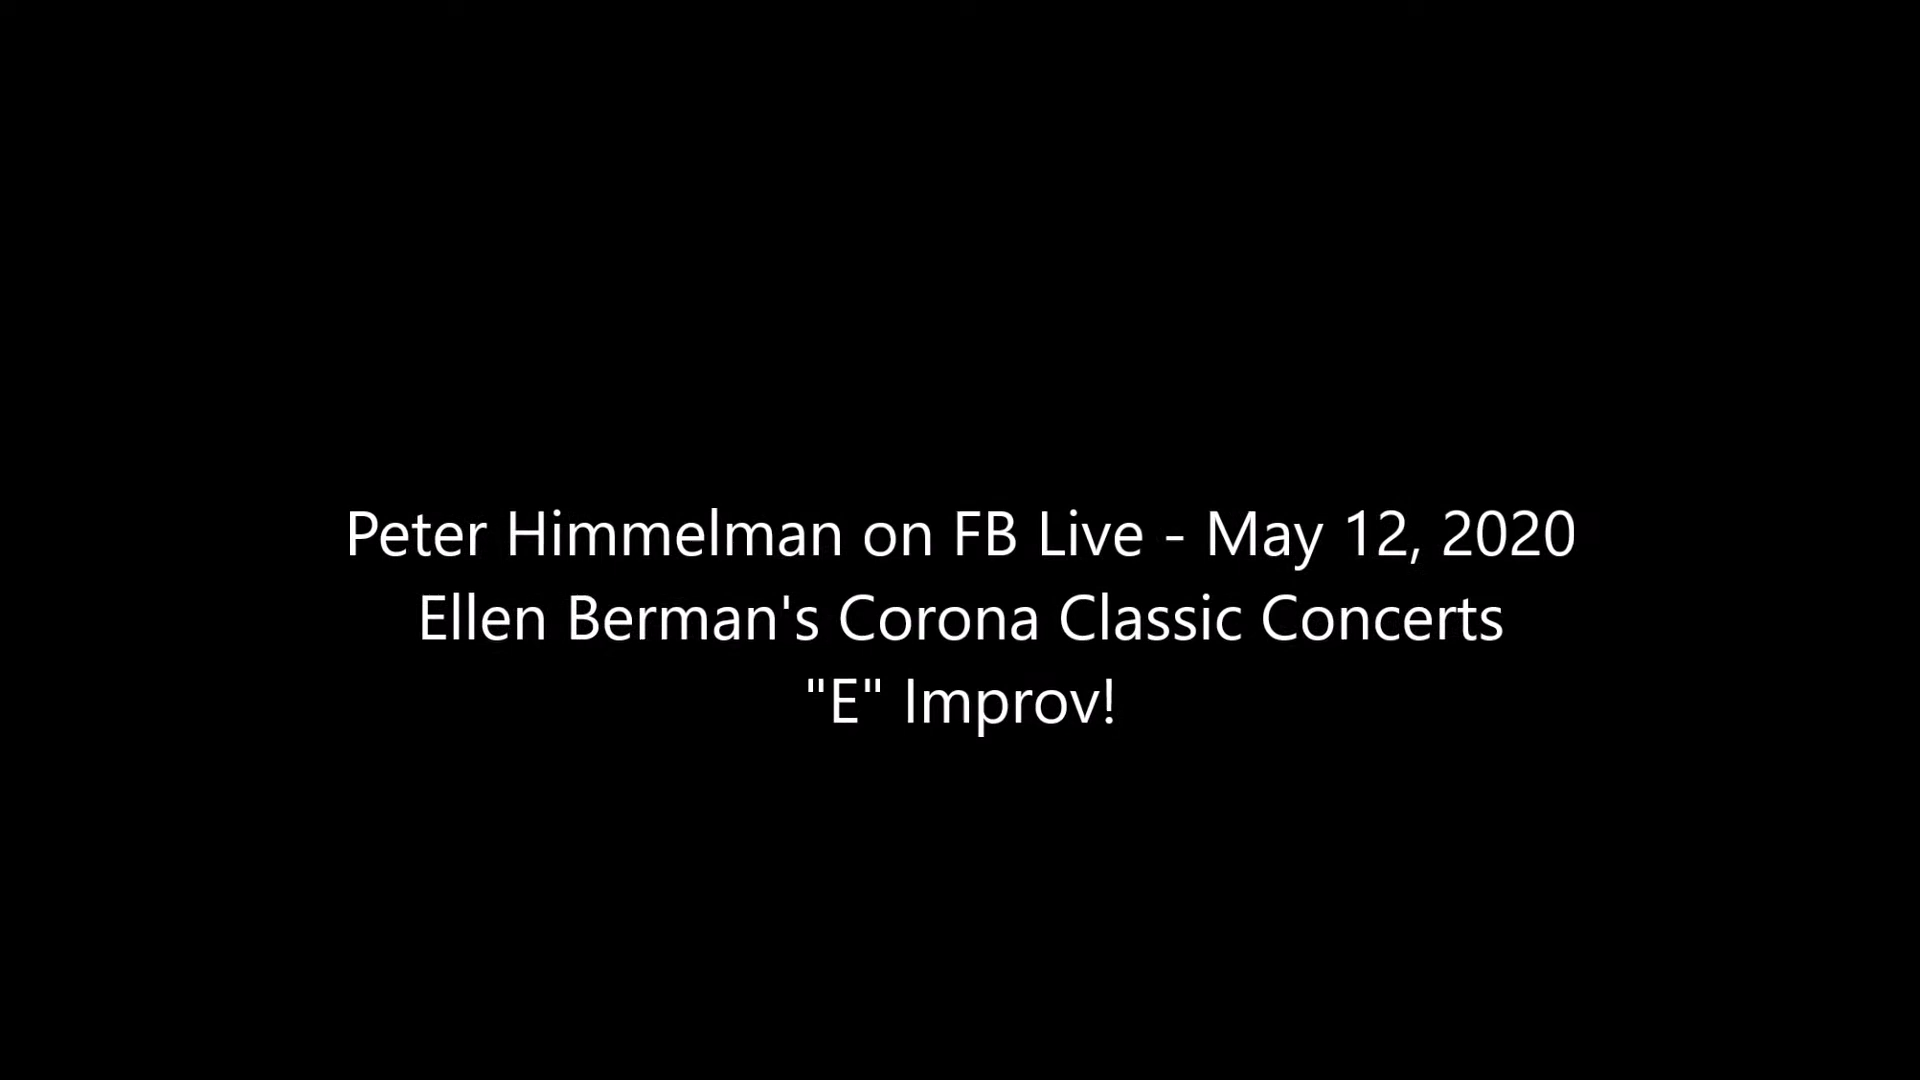 Peter Himmelman on FB Live - May 12, 2020
Ellen Berman's Corona Classic Concerts
"E" Improv!